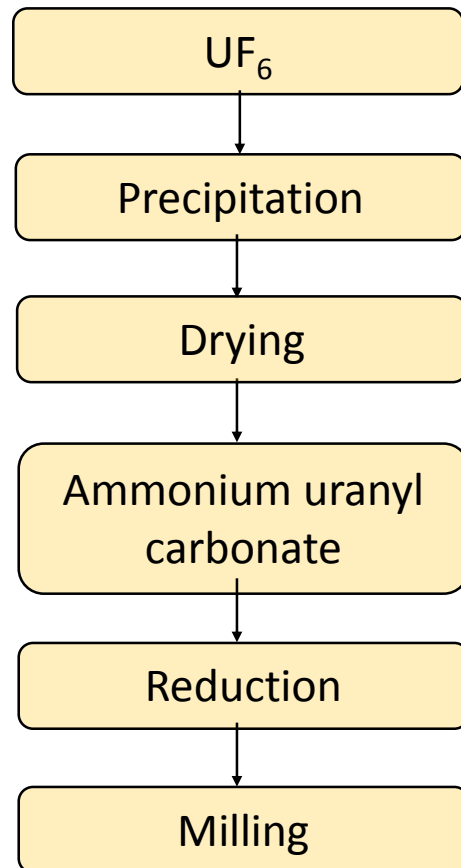 UF₆
Precipitation
Drying
Ammonium uranyl
carbonate
Reduction
Milling